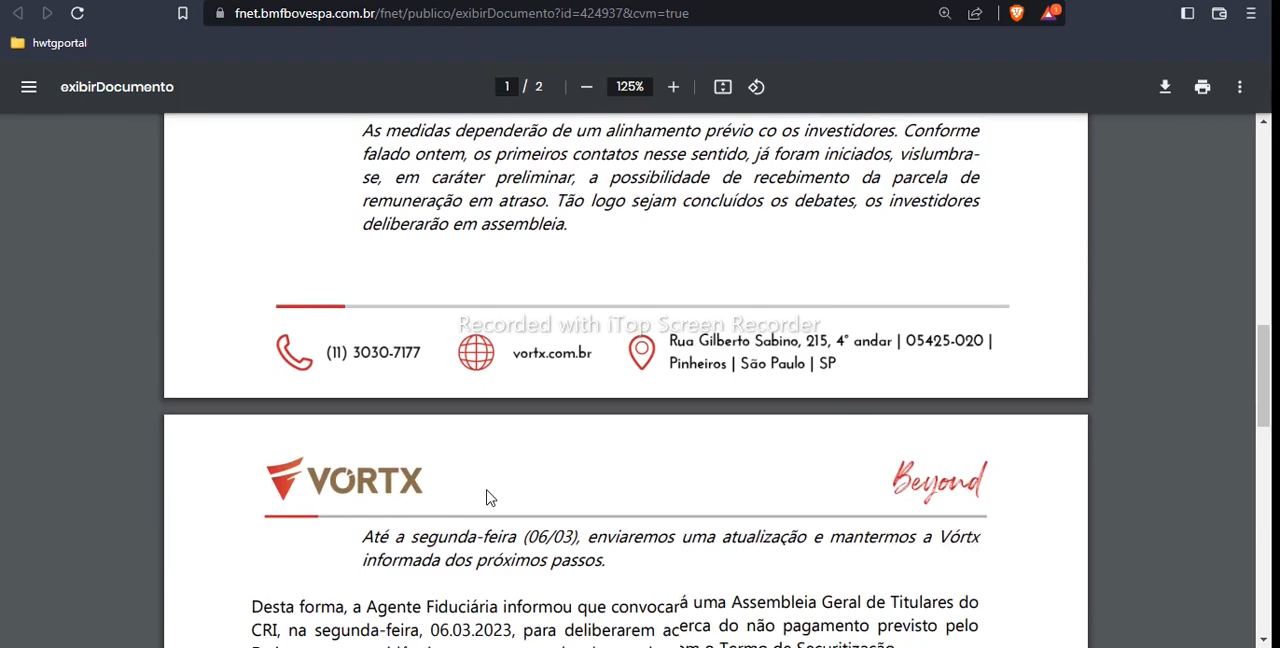 fnet.bmfbovespa.com.br/fnet/publico/exibirDocumento?id=424937&cvm=true
1
hwtgportal
exibirDocumento
1 / 2
125%
As medidas dependerão de um alinhamento prévio co os investidores. Conforme
falado ontem, os primeiros contatos nesse sentido, já foram iniciados, vislumbra-
se, em caráter preliminar, a possibilidade de recebimento da parcela de
remuneração em atraso. Tão logo sejam concluídos os debates, os investidores
deliberarão em assembleia.
Recorded with iTop Screen Recorder
(11) 3030-7177
vortx.com.br
Rua Gilberto Sabino, 215, 4° andar | 05425-020 |
Pinheiros | São Paulo | SP
VÓRTX
Beyond
Até a segunda-feira (06/03), enviaremos uma atualização e mantermos a Vórtx
informada dos próximos passos.
Desta forma, a Agente Fiduciária informou que convocará uma Assembleia Geral de Titulares do
CRI, na segunda-feira, 06.03.2023, para deliberarem acerca do não pagamento previsto pelo
o Termo de Securitização